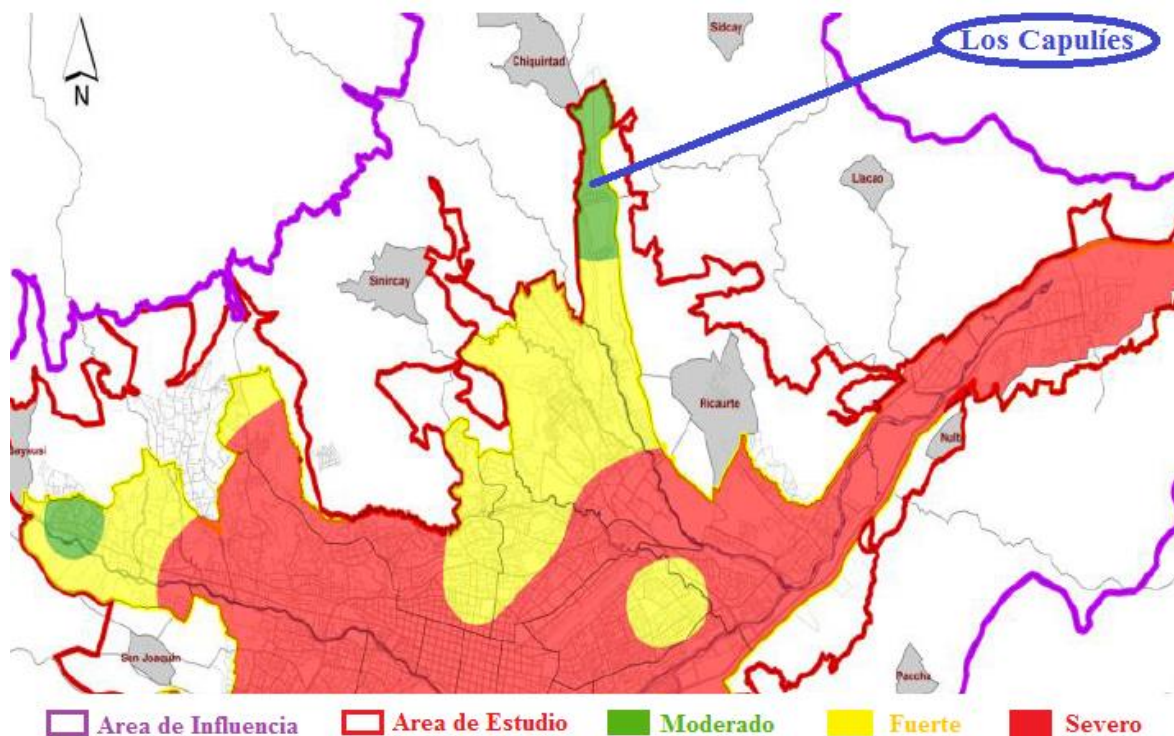 Sidcay
Los Capulíes
Chiquintad
N
Llacao
Sinircay
Ricaurte
Nulti
San Joaquin
Paccha
Area de Influencia
Area de Estudio
Moderado
Fuerte
Severo